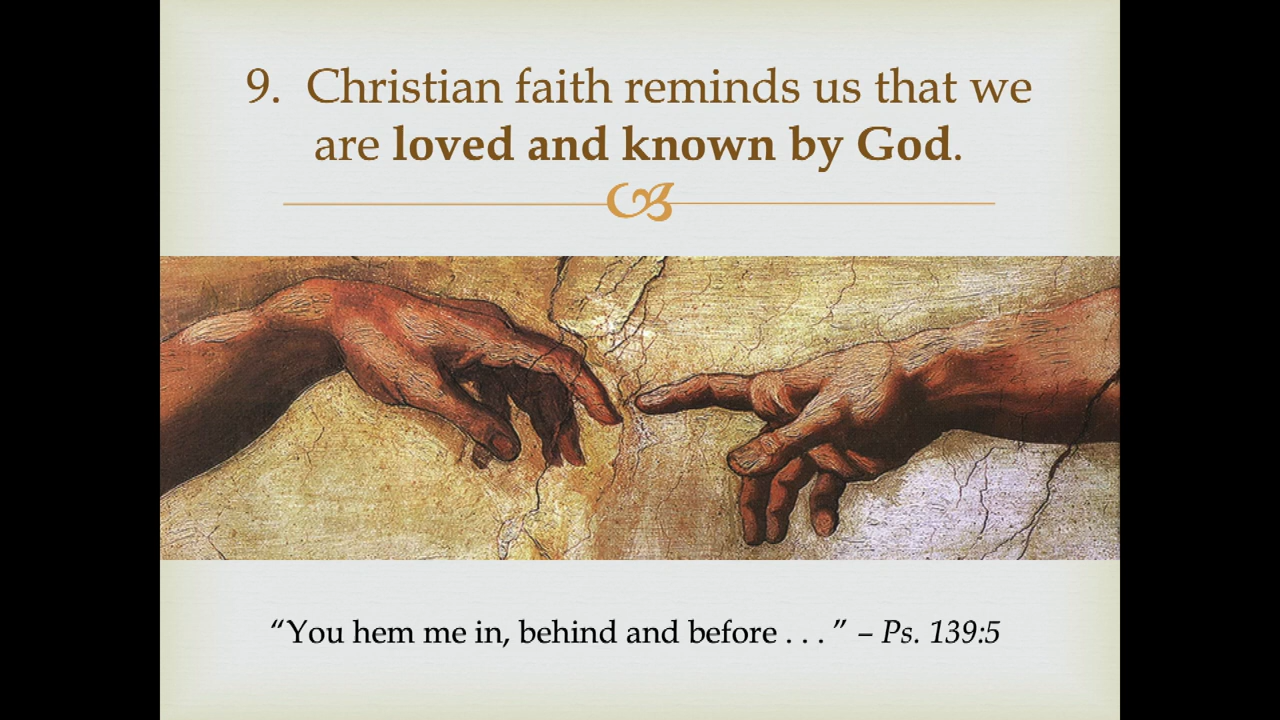 9.  Christian faith reminds us that we
are loved and known by God.
“You hem me in, behind and before . . . ” – Ps. 139:5